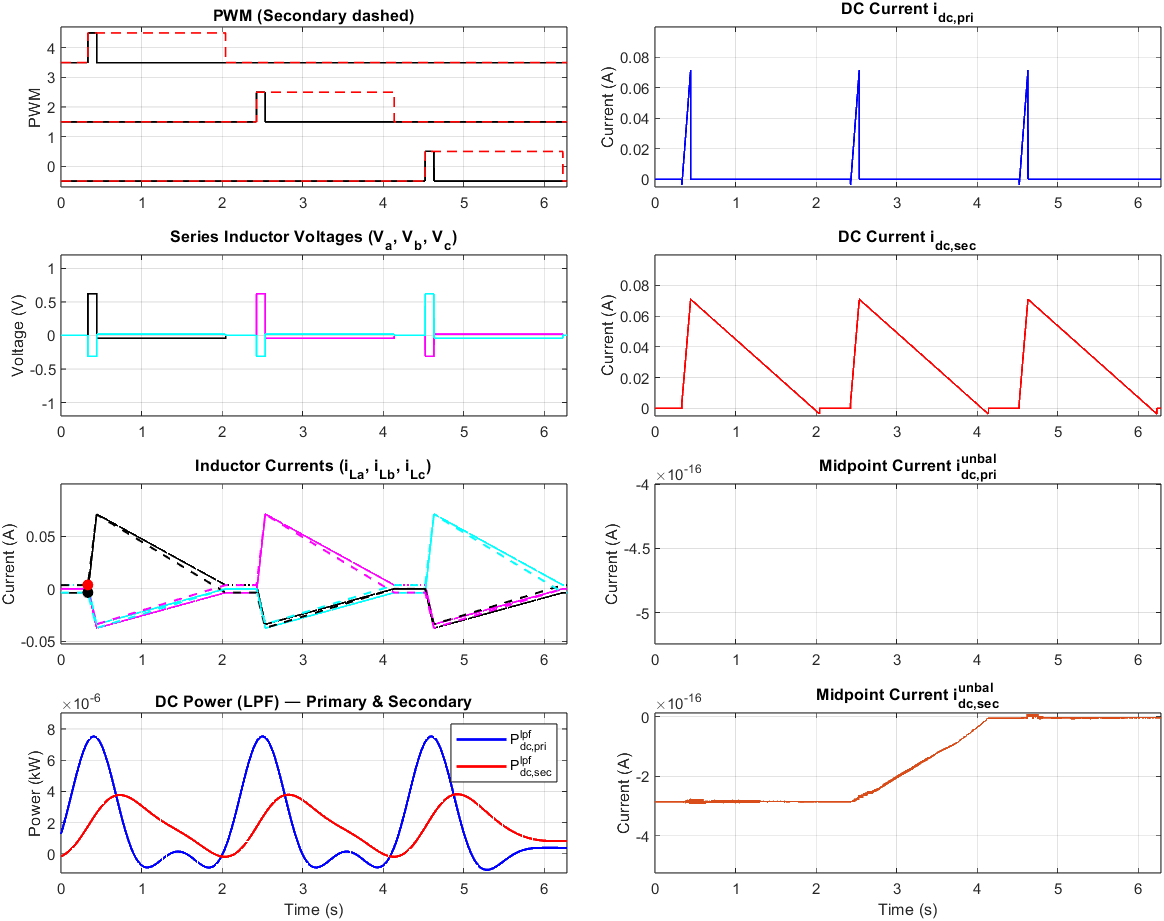 PWM (Secondary dashed)
PWM
4
3
2
1
0
0 1 2 3 4 5 6
DC Current i_dc,pri
Current (A)
0.08
0.06
0.04
0.02
0
0 1 2 3 4 5 6
Series Inductor Voltages (V_a, V_b, V_c)
Voltage (V)
1
0.5
0
-0.5
-1
0 1 2 3 4 5 6
DC Current i_dc,sec
Current (A)
0.08
0.06
0.04
0.02
0
0 1 2 3 4 5 6
Inductor Currents (i_La, i_Lb, i_Lc)
Current (A)
0.05
0
-0.05
0 1 2 3 4 5 6
Midpoint Current i^unbal_dc,pri
×10^-16
Current (A)
-4
-4.5
-5
0 1 2 3 4 5 6
DC Power (LPF) — Primary & Secondary
×10^-6
Power (kW)
8
6
4
2
0
P^lpf_dc,pri
P^lpf_dc,sec
0 1 2 3 4 5 6
Time (s)
Midpoint Current i^unbal_dc,sec
×10^-16
Current (A)
0
-2
-4
0 1 2 3 4 5 6
Time (s)